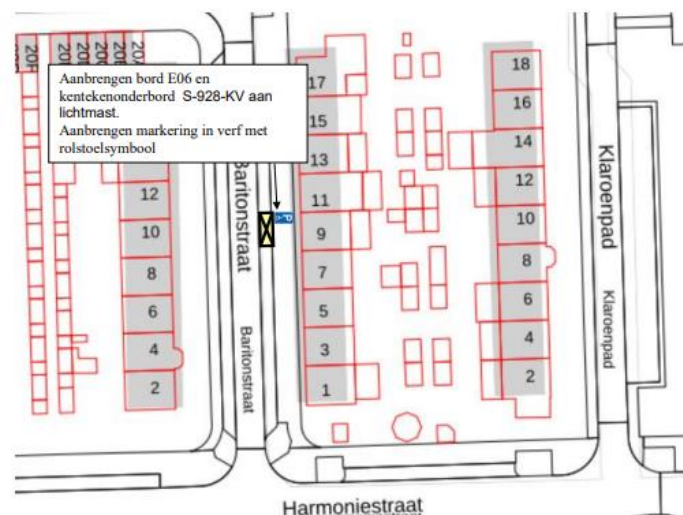 18
17
16
15
14
13
12
11
10
9
8
7
6
5
4
3
2
1
Aanbrengen bord E06 en
kentekenonderbord S-928-KV aan
lichtmast.
Aanbrengen markering in verf met
rolstoelsymbool
12
10
8
6
4
2
Baritonstraat
Baritonstraat
P
Klaroenpad
Klaroenpad
Harmoniestraat